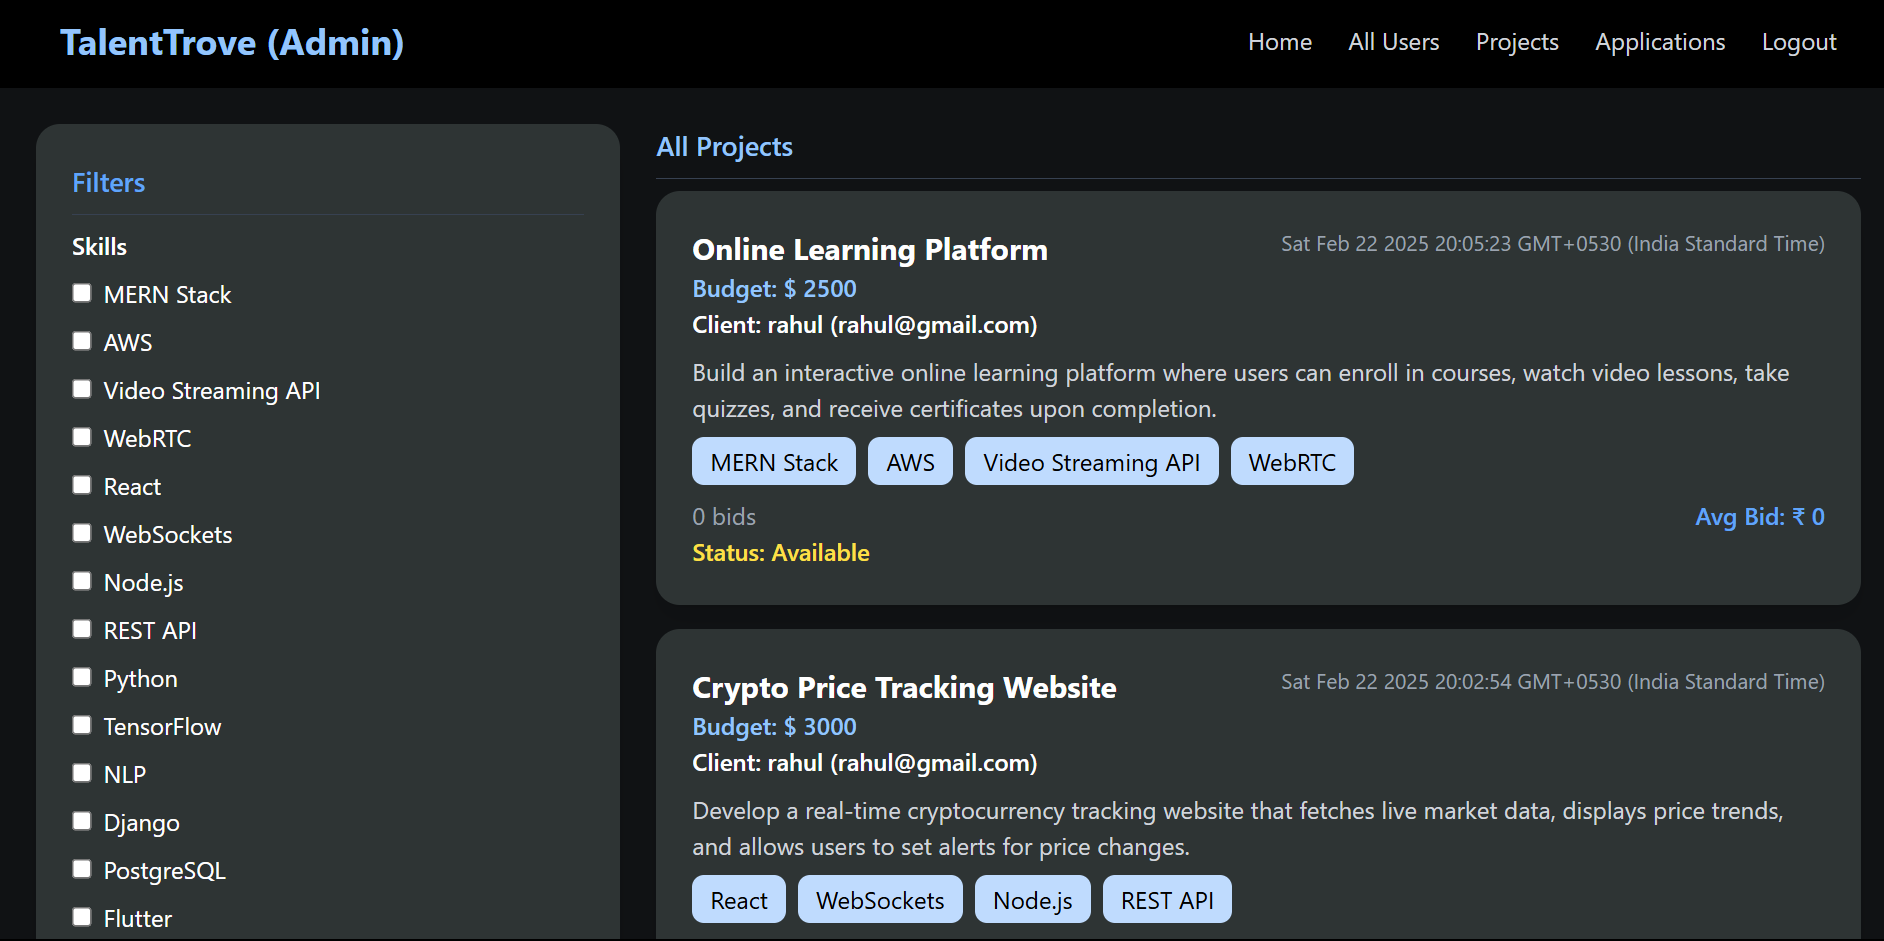 TalentTrove (Admin)
Home All Users Projects Applications Logout
Filters
Skills
MERN Stack
AWS
Video Streaming API
WebRTC
React
WebSockets
Node.js
REST API
Python
TensorFlow
NLP
Django
PostgreSQL
Flutter
All Projects
Online Learning Platform
Sat Feb 22 2025 20:05:23 GMT+0530 (India Standard Time)
Budget: $ 2500
Client: rahul (rahul@gmail.com)
Build an interactive online learning platform where users can enroll in courses, watch video lessons, take
quizzes, and receive certificates upon completion.
MERN Stack AWS Video Streaming API WebRTC
0 bids
Avg Bid: ₹ 0
Status: Available
Crypto Price Tracking Website
Sat Feb 22 2025 20:02:54 GMT+0530 (India Standard Time)
Budget: $ 3000
Client: rahul (rahul@gmail.com)
Develop a real-time cryptocurrency tracking website that fetches live market data, displays price trends,
and allows users to set alerts for price changes.
React WebSockets Node.js REST API